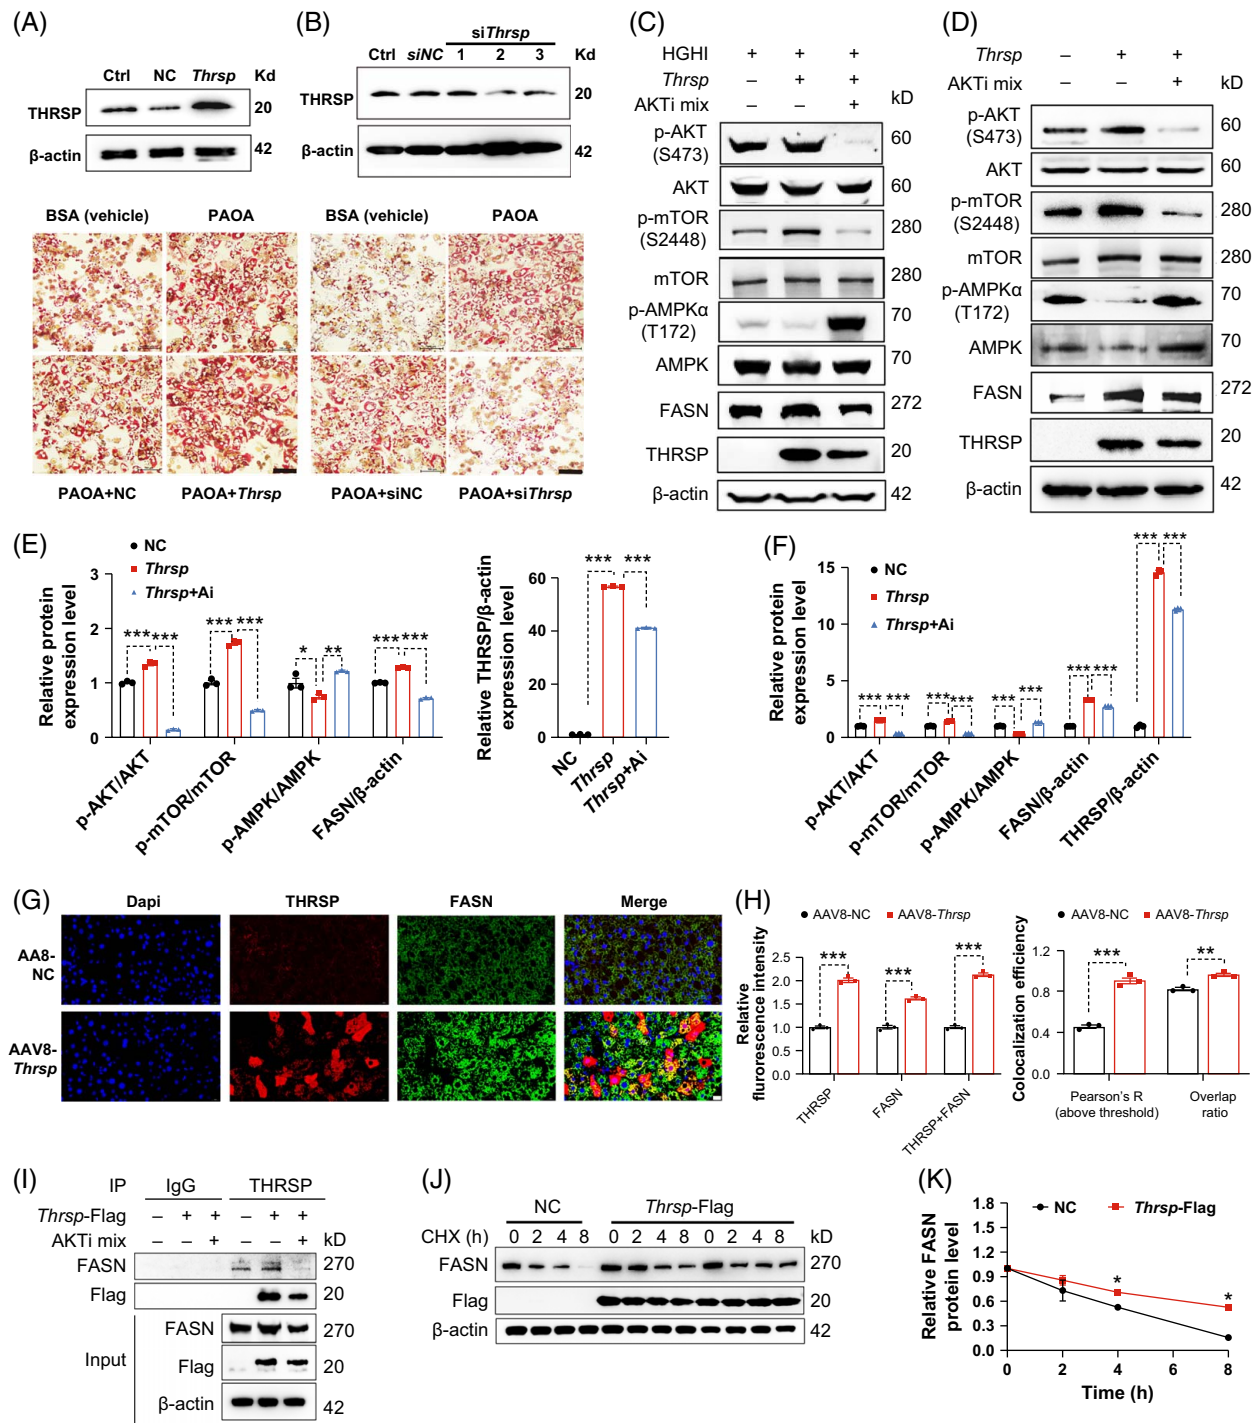 (A)
Ctrl NC Thrsp Kd
THRSP 20
β-actin 42
BSA (vehicle) PAOA
PAOA+NC PAOA+Thrsp
(B)
siThrsp
Ctrl siNC 1 2 3 Kd
THRSP 20
β-actin 42
BSA (vehicle) PAOA
PAOA+siNC PAOA+siThrsp
(C)
HGHI + + +
Thrsp – + +
AKTi mix – – +
kD
p-AKT
(S473) 60
AKT 60
p-mTOR
(S2448) 280
mTOR 280
p-AMPKα
(T172) 70
AMPK 70
FASN 272
THRSP 20
β-actin 42
(D)
Thrsp – + +
AKTi mix – – +
kD
p-AKT
(S473) 60
AKT 60
p-mTOR
(S2448) 280
mTOR 280
p-AMPKα
(T172) 70
AMPK 70
FASN 272
THRSP 20
β-actin 42
(E)
NC
Thrsp
Thrsp+Ai
Relative protein
expression level
3
2
1
0
*** *** *** *** * ** *** ***
p-AKT/AKT
p-mTOR/mTOR
p-AMPK/AMPK
FASN/β-actin
Relative THRSP/β-actin
expression level
60
40
20
0
*** ***
NC
Thrsp
Thrsp+Ai
(F)
NC
Thrsp
Thrsp+Ai
Relative protein
expression level
15
10
5
0
*** *** *** *** *** *** *** *** *** ***
p-AKT/AKT
p-mTOR/mTOR
p-AMPK/AMPK
FASN/β-actin
THRSP/β-actin
(G)
Dapi THRSP FASN Merge
AA8-
NC
AAV8-
Thrsp
(H)
AAV8-NC AAV8-Thrsp
Relative
flurorescence intensity
2.5
2.0
1.5
1.0
0.5
0.0
*** *** ***
THRSP
FASN
THRSP+FASN
AAV8-NC AAV8-Thrsp
Colocalization efficiency
1.2
0.8
0.4
0.0
*** **
Pearson's R
(above threshold)
Overlap
ratio
(I)
IP IgG THRSP
Thrsp-Flag – + + – + +
AKTi mix – – + – – +
kD
FASN 270
Flag 20
Input
FASN 270
Flag 20
β-actin 42
(J)
NC Thrsp-Flag
CHX (h) 0 2 4 8 0 2 4 8 0 2 4 8 kD
FASN 270
Flag 20
β-actin 42
(K)
NC Thrsp-Flag
Relative FASN
protein level
1.8
1.5
1.2
0.9
0.6
0.3
0
* *
0 2 4 6 8
Time (h)